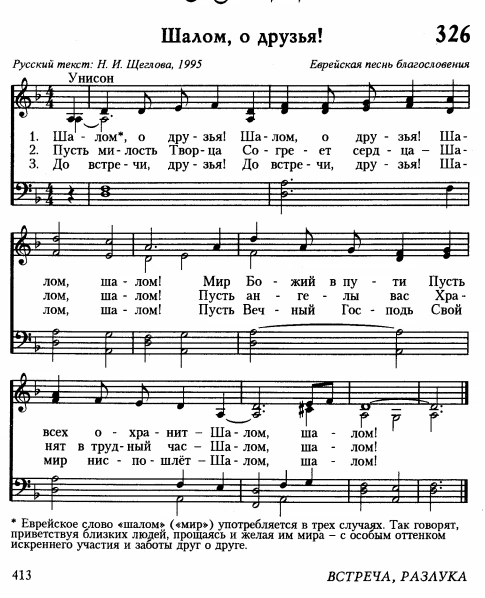 Шалом, о друзья! 326
Русский текст: Н. И. Щеглова, 1995 Еврейская песнь благословения
Унисон
1. Ша - лом*, о дру - зья! Ша - лом, о дру - зья! Ша-
2. Пусть ми - лость Твор - ца Со - гре - ет серд - ца – Ша-
3. До встре - чи, дру - зья! До встре - чи, дру - зья! Ша-
лом, ша - лом! Мир Бо - жий в пу - ти Пусть
лом, ша - лом! Пусть ан - ге - лы вас Хра-
лом, ша - лом! Пусть Веч - ный Гос - подь Свой
всех о - хра - нит – Ша - лом, ша - лом!
нят в труд - ный час – Ша - лом, ша - лом!
мир нис - по - шлёт – Ша - лом, ша - лом!
* Еврейское слово «шалом» («мир») употребляется в трех случаях. Так говорят,
приветствуя близких людей, прощаясь и желая им мира – с особым оттенком
искреннего участия и заботы друг о друге.
413 ВСТРЕЧА, РАЗЛУКА